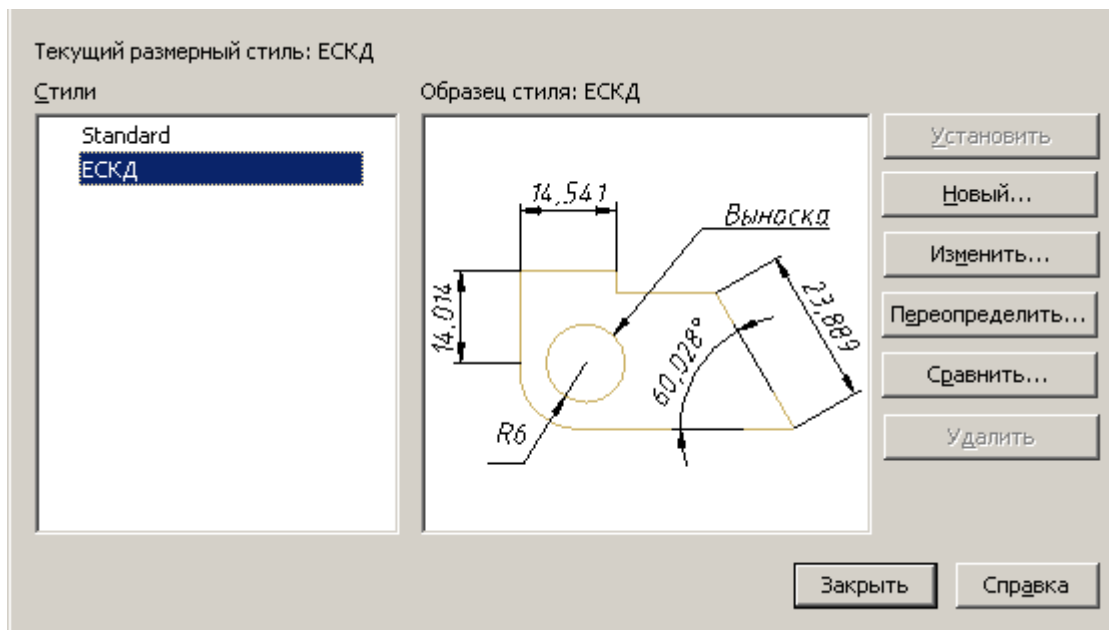 Текущий размерный стиль: ЕСКД
Стили
Образец стиля: ЕСКД
Standard
ЕСКД
14,541
Выноска
14,014
23,889
60,028°
R6
Установить
Новый...
Изменить...
Переопределить...
Сравнить...
Удалить
Закрыть
Справка